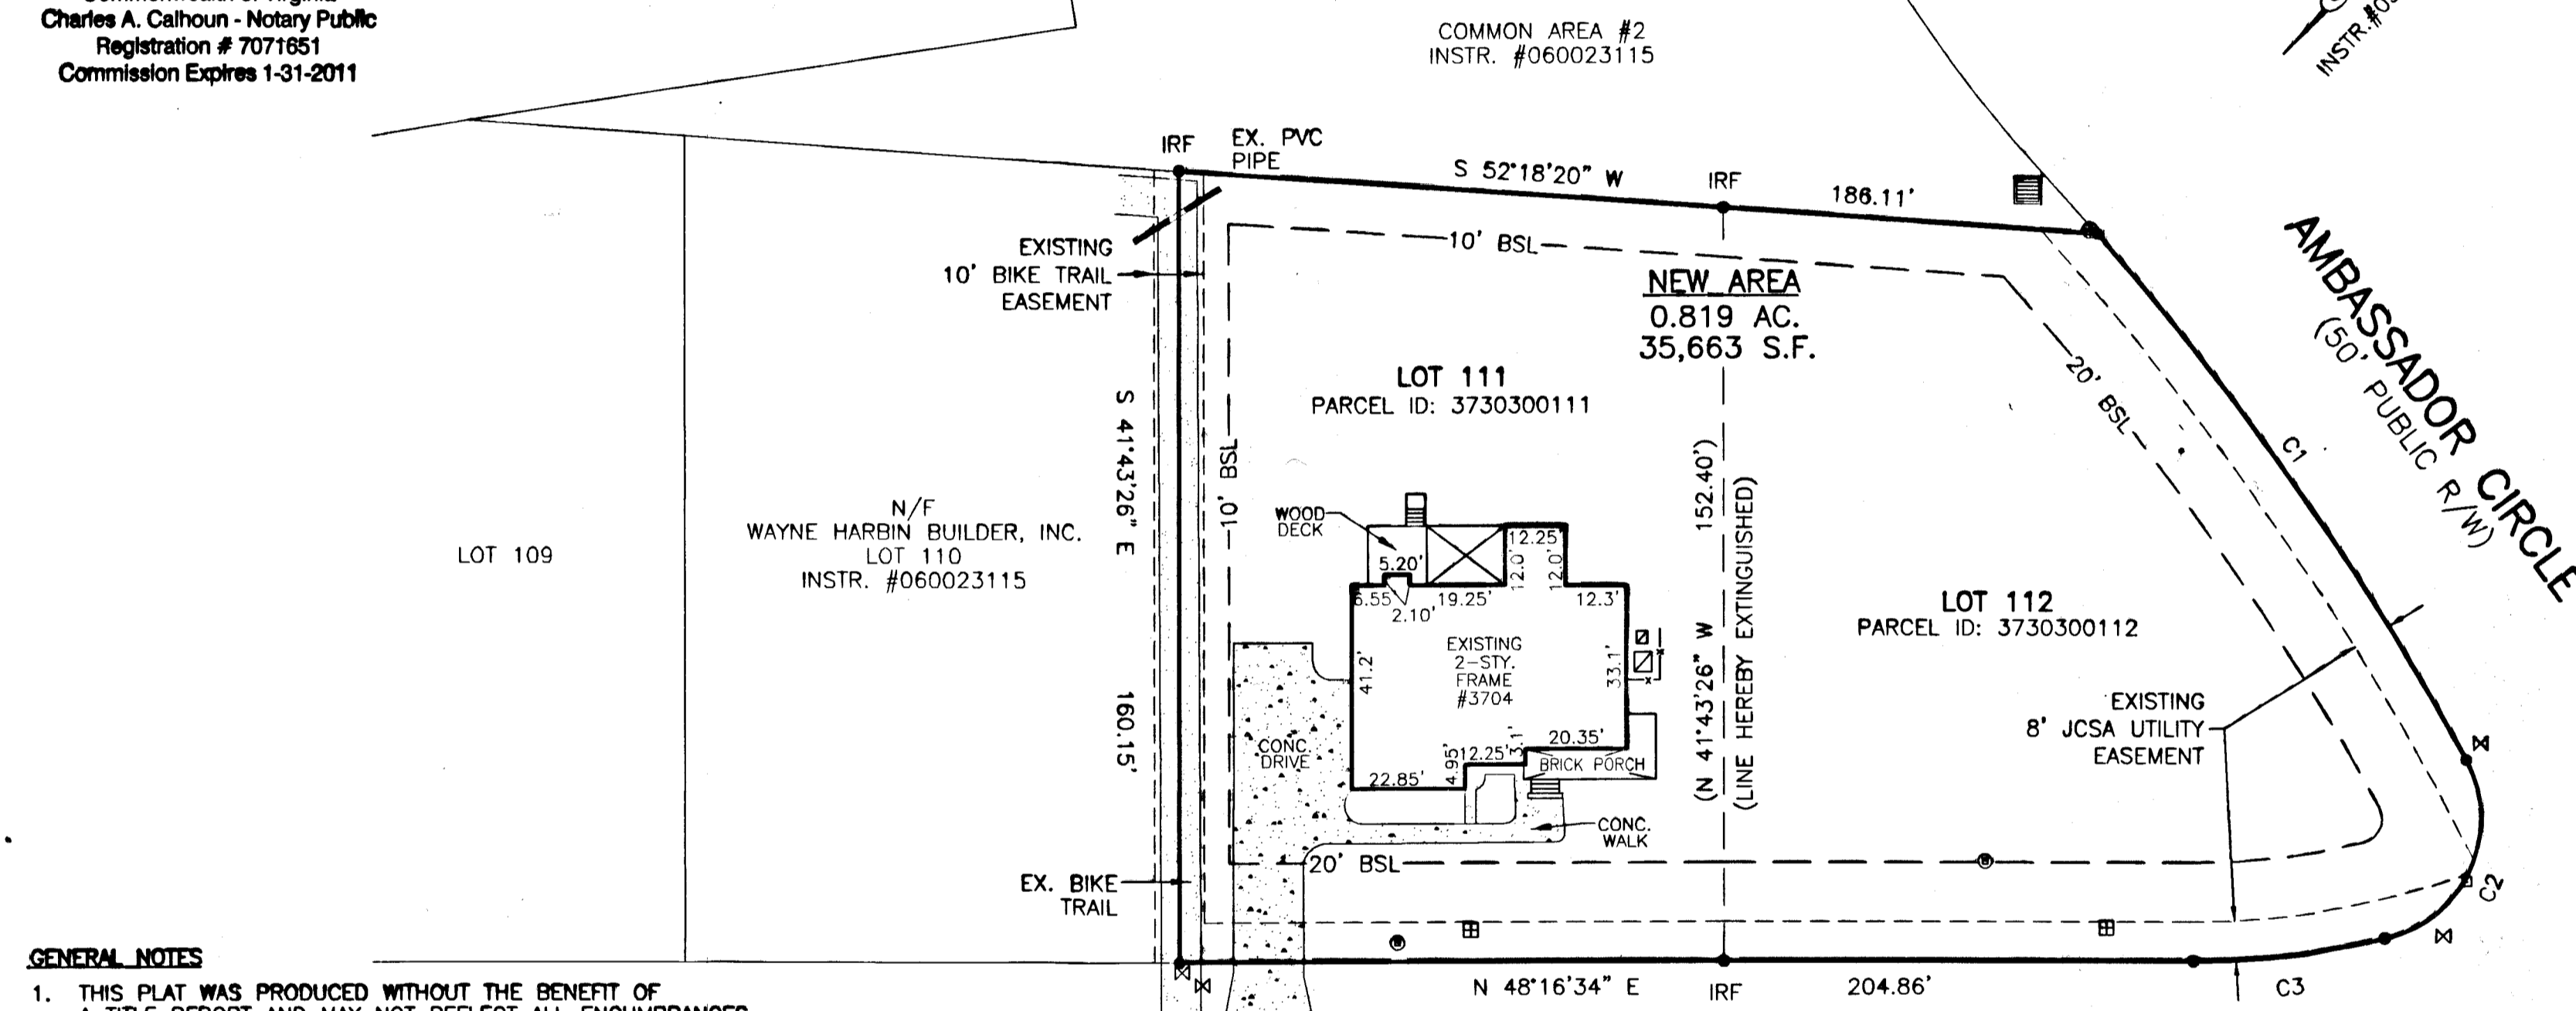 Charles A. Calhoun - Notary Public
Registration # 7071651
Commission Expires 1-31-2011
COMMON AREA #2
INSTR. #060023115
IRF
EX. PVC
PIPE
S 52°18'20" W
IRF
186.11'
EXISTING
10' BIKE TRAIL
EASEMENT
10' BSL
NEW AREA
0.819 AC.
35,663 S.F.
AMBASSADOR CIRCLE
(50' PUBLIC R/W)
20' BSL
C1
LOT 111
PARCEL ID: 3730300111
S 41°43'26" E
160.15'
10' BSL
N/F
WAYNE HARBIN BUILDER, INC.
LOT 110
INSTR. #060023115
LOT 109
WOOD
DECK
5.20'
12.25'
12.0'
12.0'
6.55'
2.10'
19.25'
12.3'
41.2'
33.1'
EXISTING
2-STY.
FRAME
#3704
(N 41°43'26" W 152.40')
(LINE HEREBY EXTINGUISHED)
LOT 112
PARCEL ID: 3730300112
EXISTING
8' JCSA UTILITY
EASEMENT
CONC.
DRIVE
22.85'
4.95'
12.25'
3.1'
20.35'
BRICK PORCH
CONC.
WALK
20' BSL
EX. BIKE
TRAIL
C2
N 48°16'34" E
IRF
204.86'
C3
GENERAL NOTES
1. THIS PLAT WAS PRODUCED WITHOUT THE BENEFIT OF